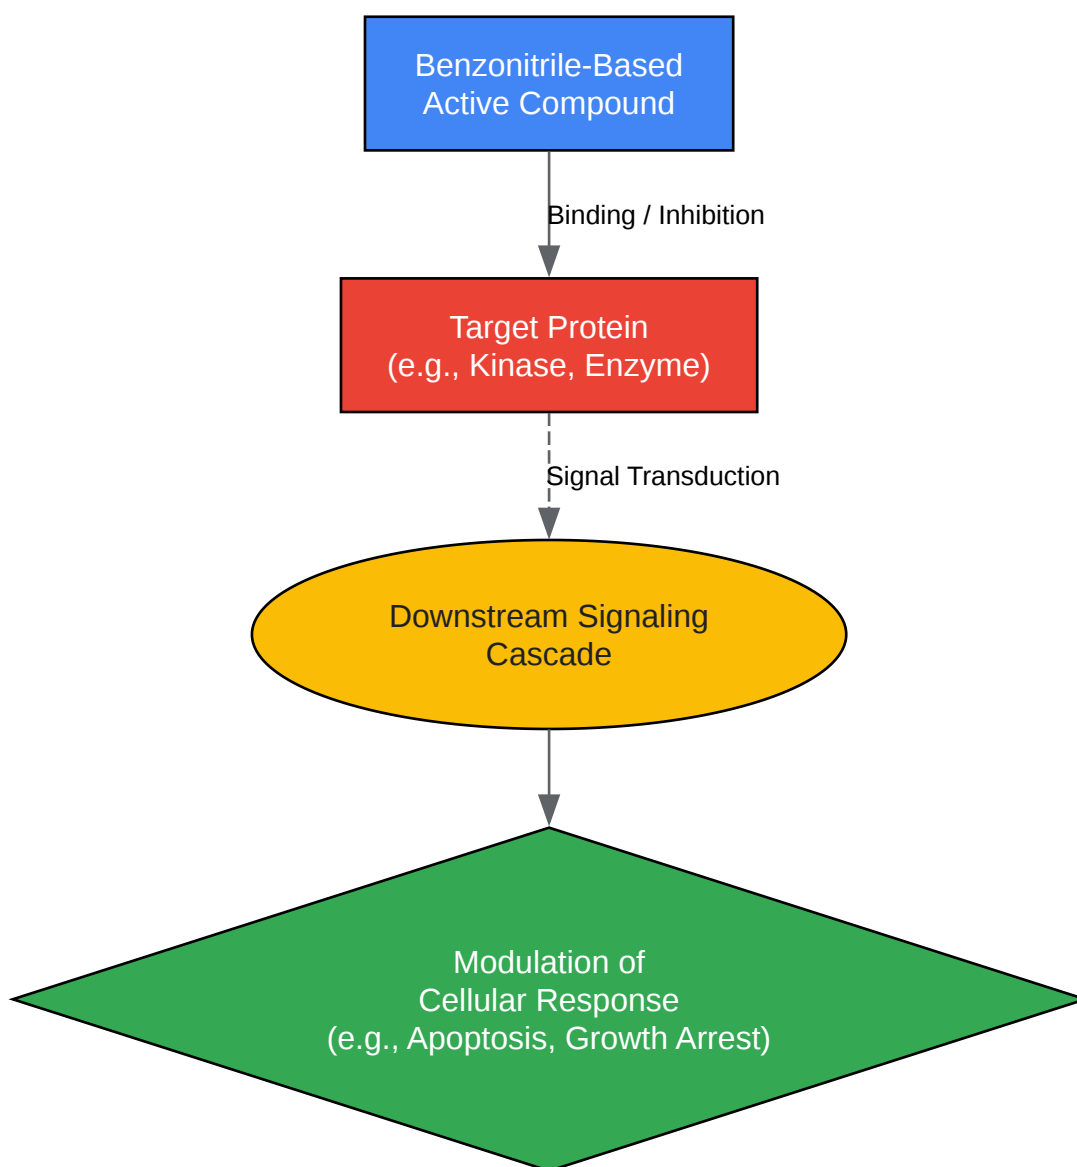 Benzonitrile-Based
Active Compound
Binding / Inhibition
Target Protein
(e.g., Kinase, Enzyme)
Signal Transduction
Downstream Signaling
Cascade
Modulation of
Cellular Response
(e.g., Apoptosis, Growth Arrest)